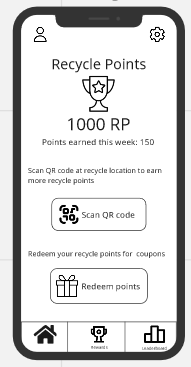 Recycle Points
1000 RP
Points earned this week: 150
Scan QR code at recycle location to earn
more recycle points
Scan QR code
Redeem your recycle points for coupons
Redeem points
Rewards
Leaderboard